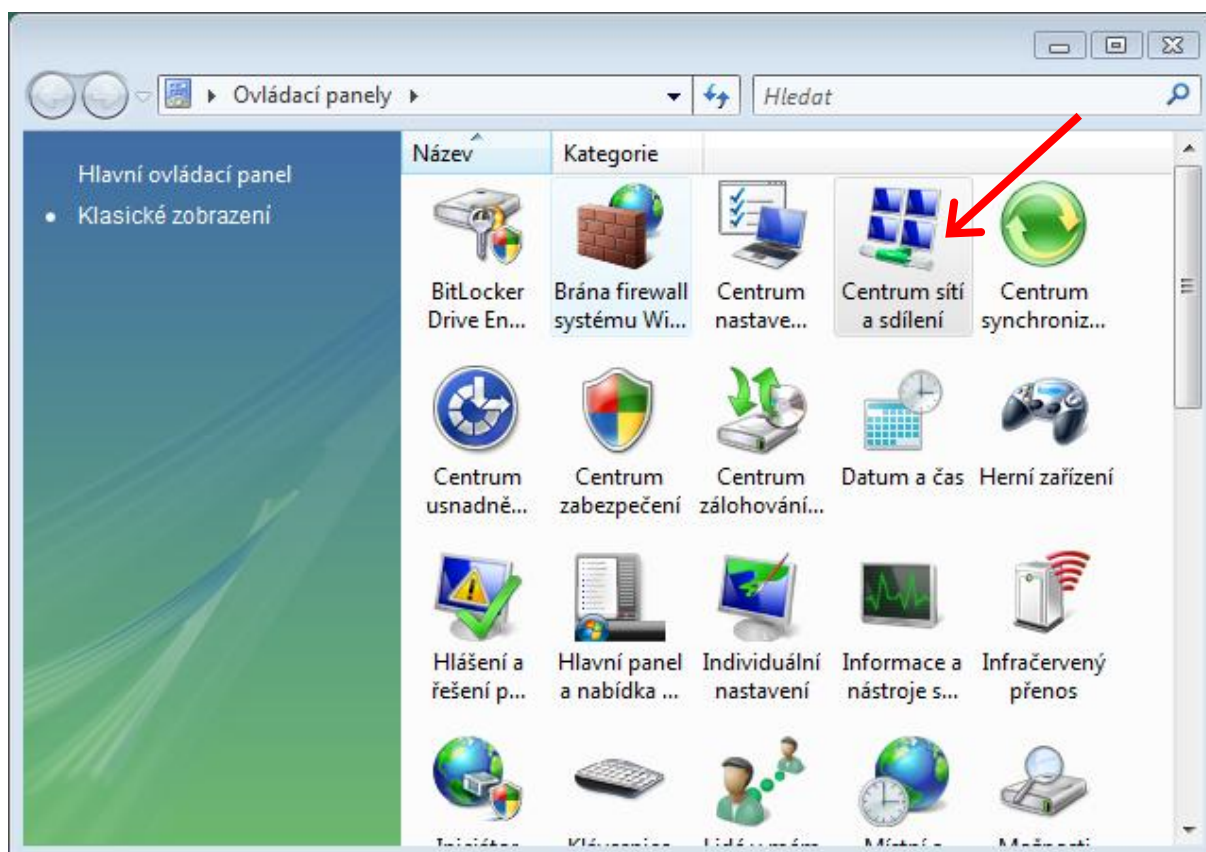 Ovládací panely
Hledat
Hlavní ovládací panel
Klasické zobrazení
Název Kategorie
BitLocker Drive En...
Brána firewall systému Wi...
Centrum nastave...
Centrum sítí a sdílení
Centrum synchroniz...
Centrum usnadně...
Centrum zabezpečení
Centrum zálohování...
Datum a čas
Herní zařízení
Hlášení a řešení p...
Hlavní panel a nabídka ...
Individuální nastavení
Informace a nástroje s...
Infračervený přenos